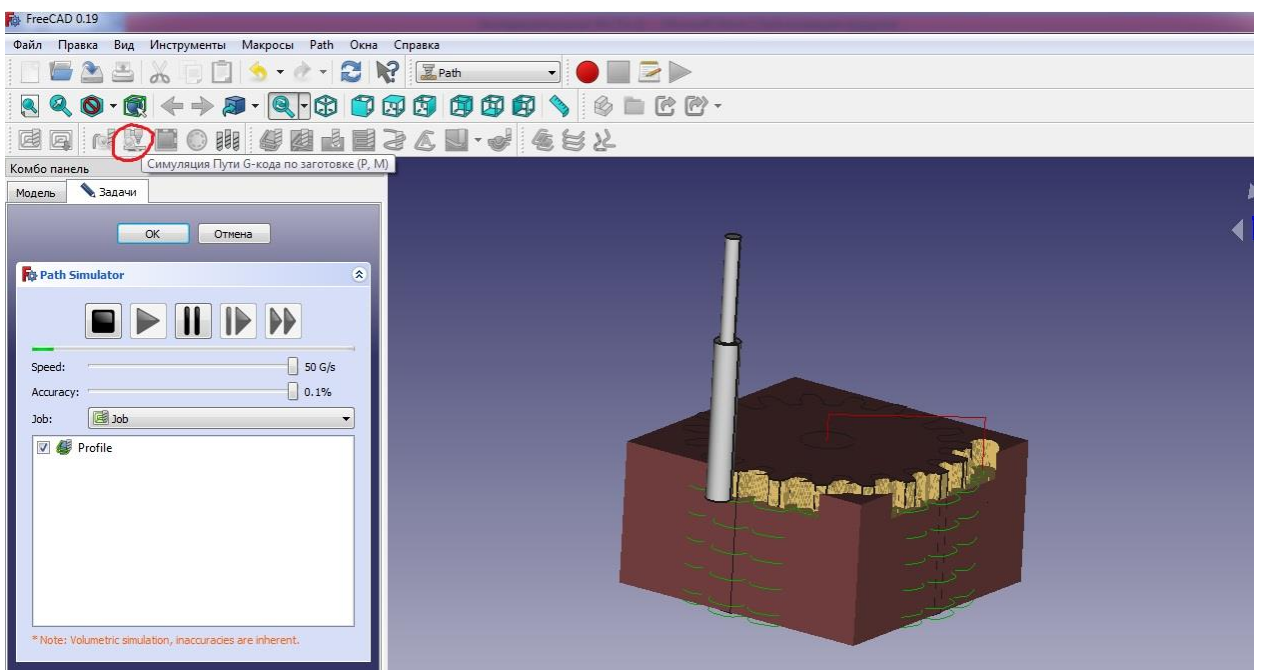 FreeCAD 0.19
Файл Правка Вид Инструменты Макросы Path Окна Справка
Path
Симуляция Пути G-кода по заготовке (P, M)
Комбо панель
Модель Задачи
OK Отмена
Path Simulator
Speed: 50 G/s
Accuracy: 0.1%
Job: Job
Profile
* Note: Volumetric simulation, inaccuracies are inherent.